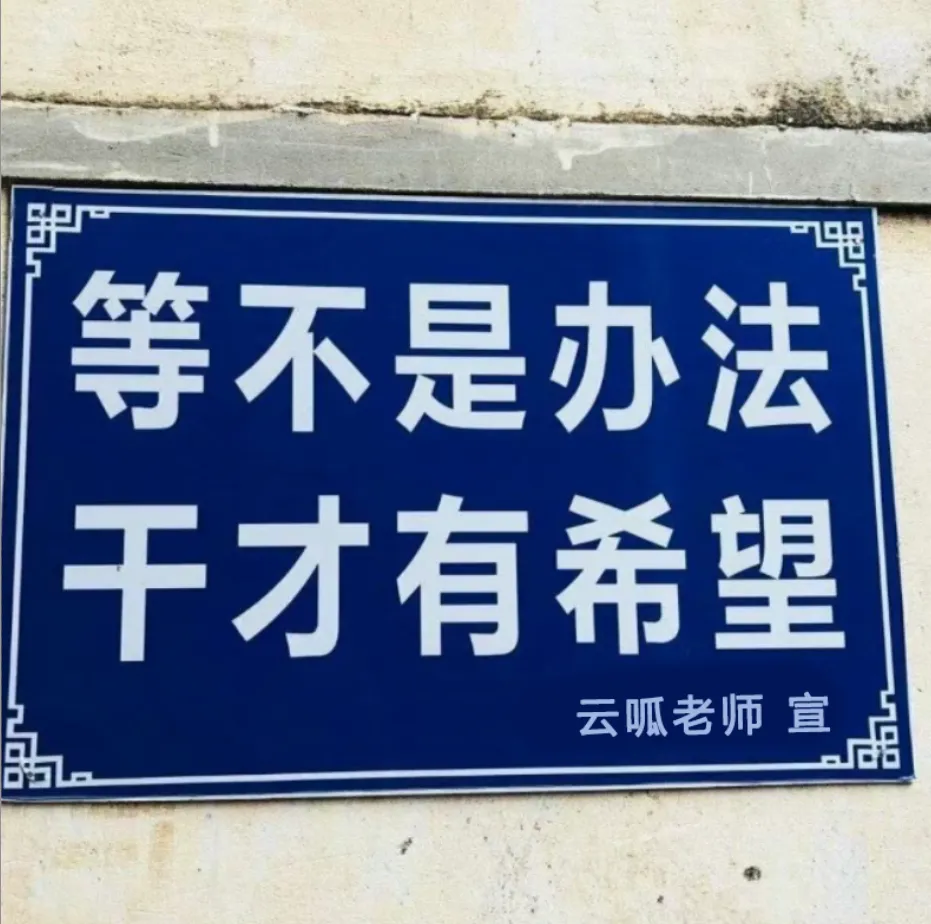 等不是办法
干才有希望
云呱老师 宣